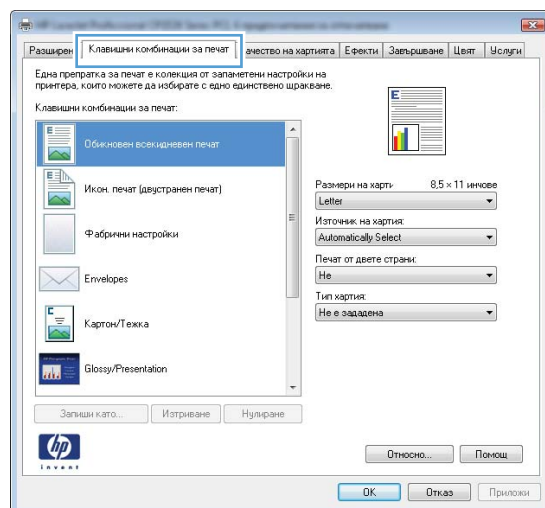 Разширен
Клавишни комбинации за печат
ачество на хартията
Ефекти
Завършване
Цвят
Услуги
Една препратка за печат е колекция от запаметени настройки на
принтера, които можете да избирате с едно единствено щракване.
Клавишни комбинации за печат:
Обикновен всекидневен печат
Икон. печат (двустранен печат)
Фабрични настройки
Envelopes
Картон/Тежка
Glossy/Presentation
E
Размери на харти 8,5 × 11 инчове
Letter
Източник на хартия:
Automatically Select
Печат от двете страни:
Не
Тип хартия:
Не е зададена
Запиши като...
Изтриване
Нулиране
hp
invent
Относно...
Помощ
OK
Отказ
Приложи